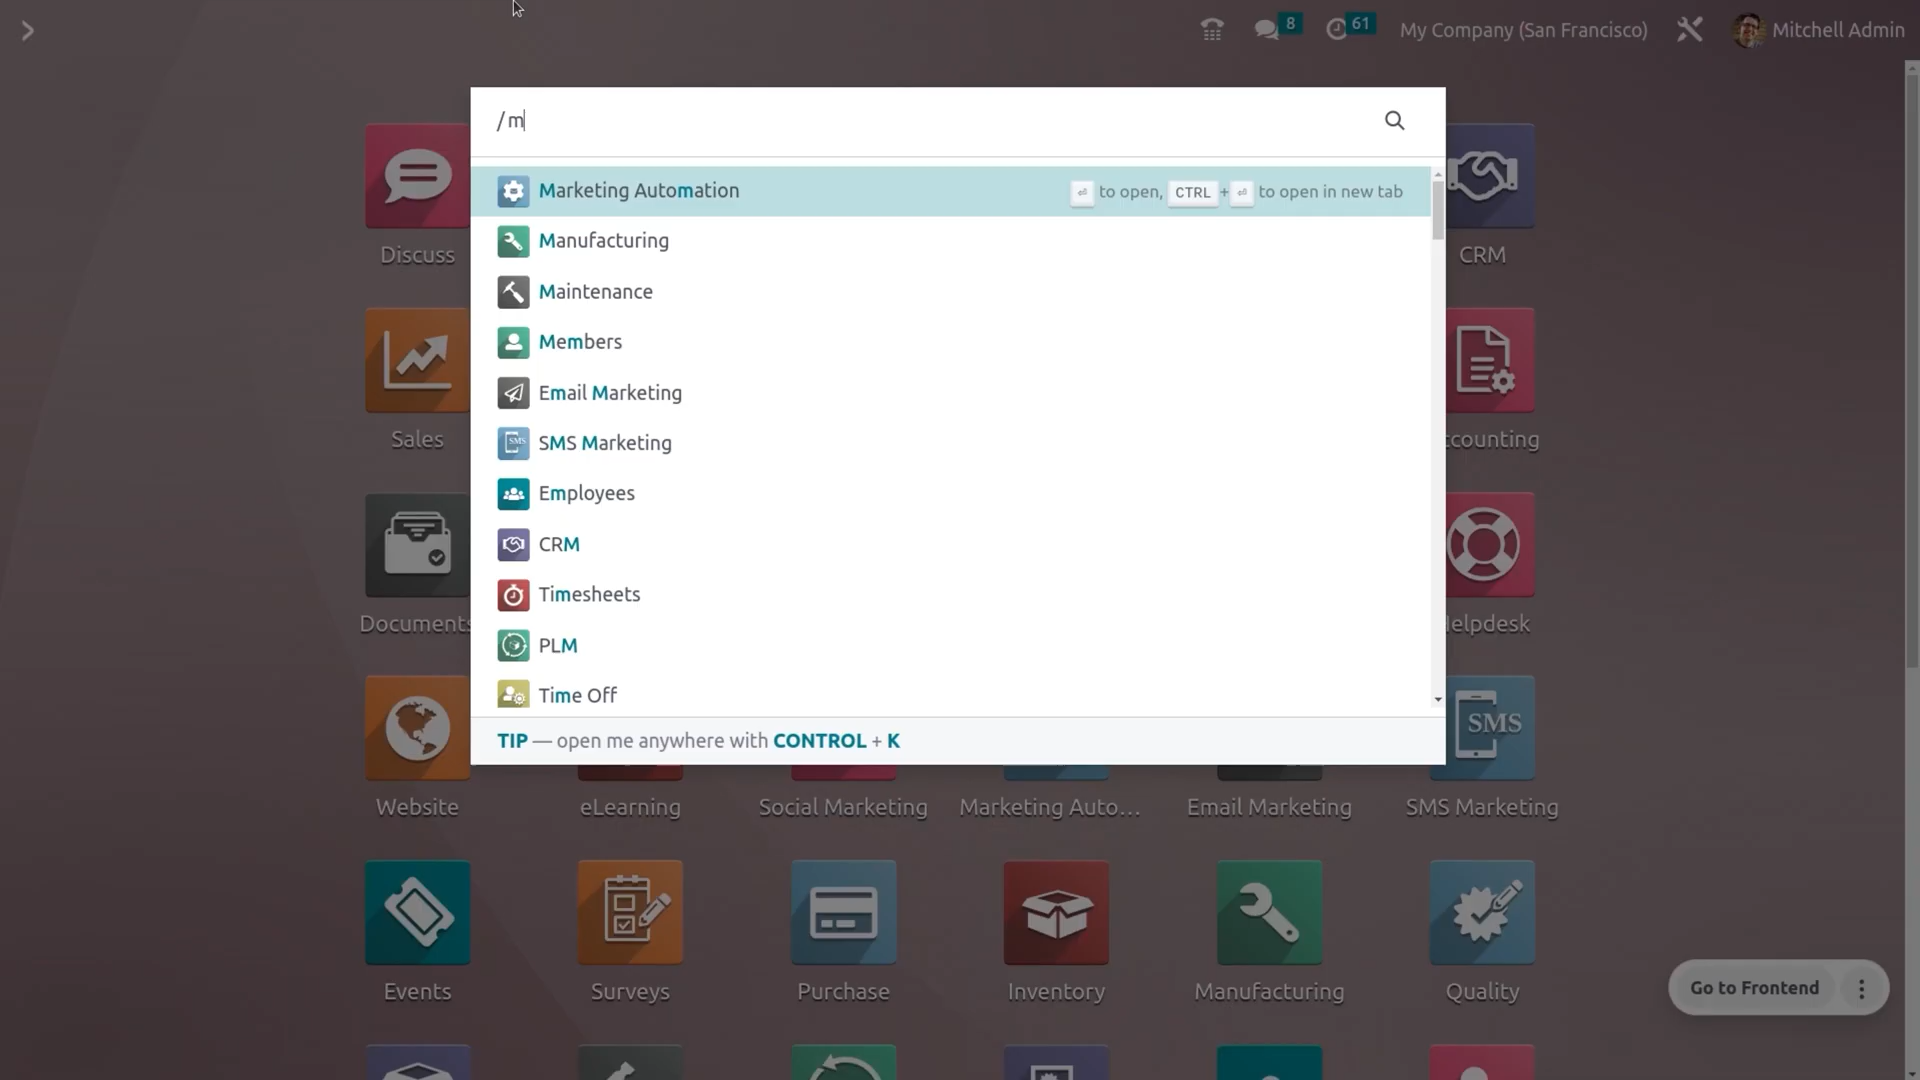 8
61
My Company (San Francisco)
Mitchell Admin
/ m
Marketing Automation
to open, CTRL + to open in new tab
Manufacturing
Maintenance
Members
Email Marketing
SMS Marketing
Employees
CRM
Timesheets
PLM
Time Off
TIP — open me anywhere with CONTROL + K
Discuss
CRM
Sales
ccounting
Documents
elpdesk
SMS
Website
eLearning
Social Marketing
Marketing Auto...
Email Marketing
SMS Marketing
Events
Surveys
Purchase
Inventory
Manufacturing
Quality
Go to Frontend